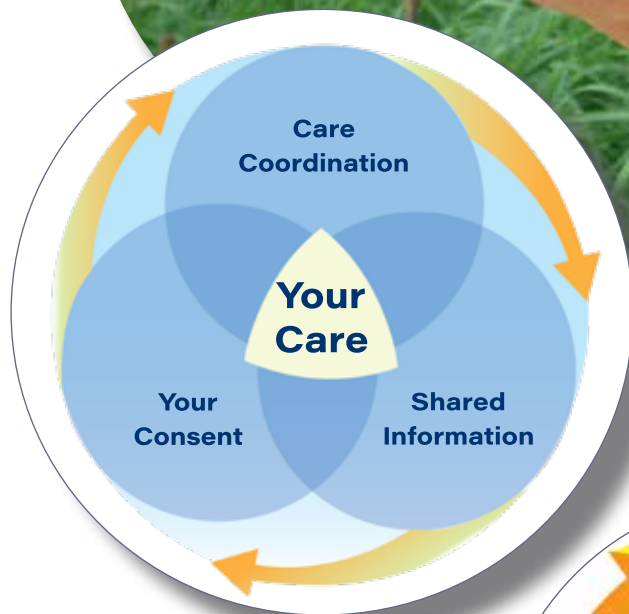 Care
Coordination
Your
Care
Your
Consent
Shared
Information